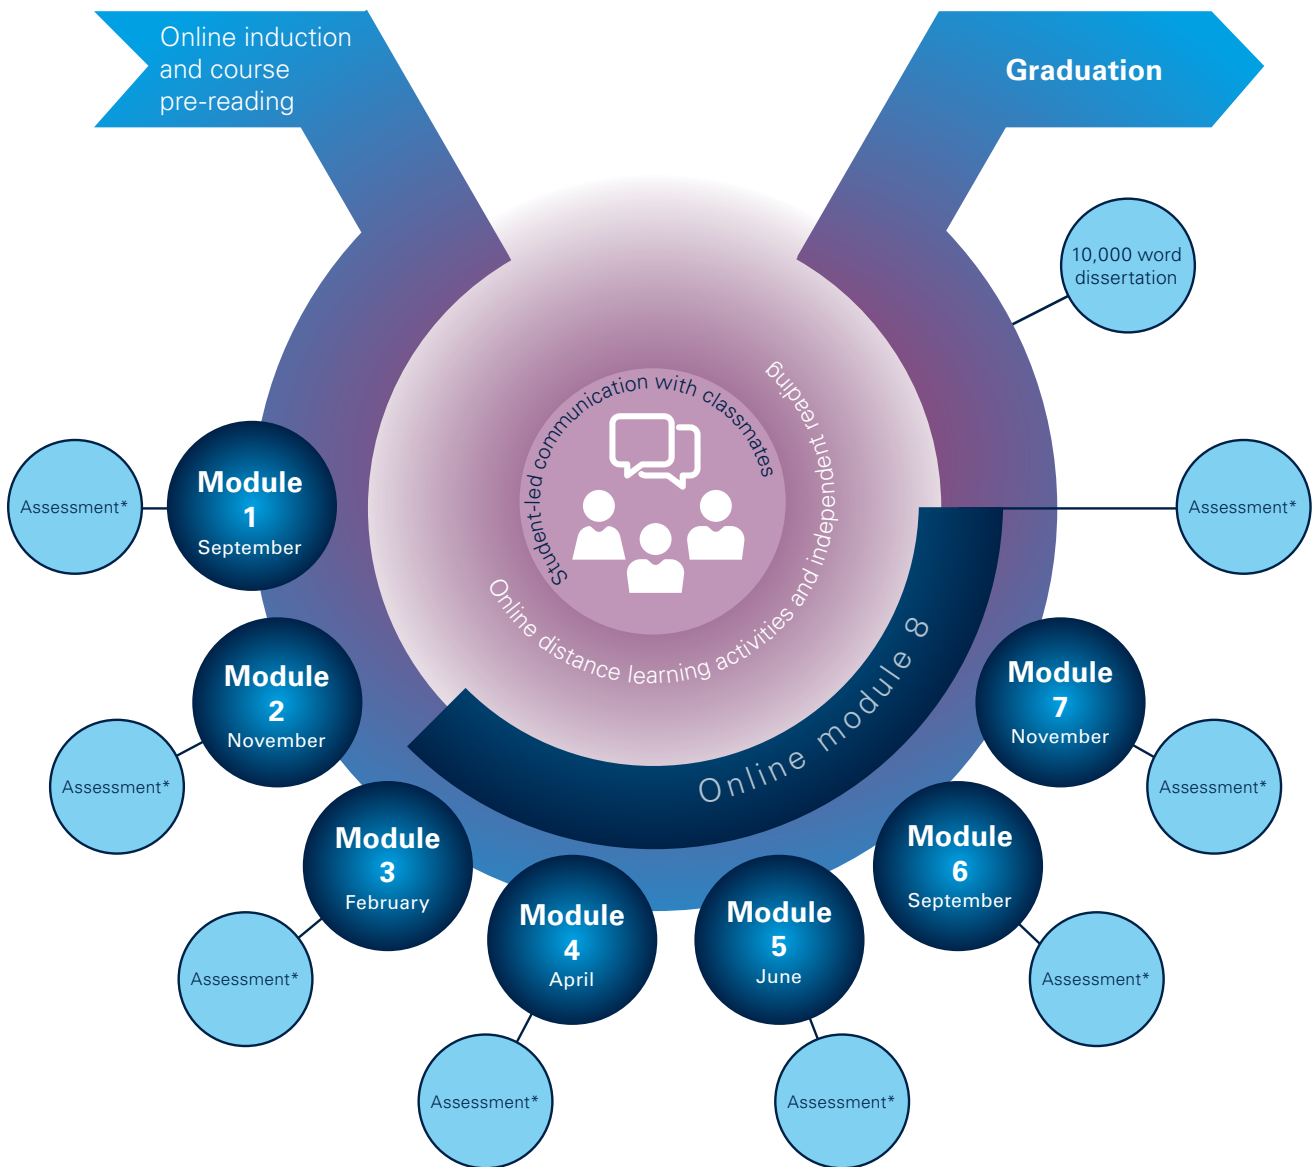 Online induction
and course
pre-reading
Graduation
10,000 word
dissertation
Student-led communication with classmates
Online distance learning activities and independent reading
Online module 8
Assessment*
Module
1
September
Assessment*
Module
2
November
Assessment*
Module
3
February
Assessment*
Module
4
April
Assessment*
Module
5
June
Assessment*
Module
6
September
Assessment*
Module
7
November
Assessment*
Assessment*